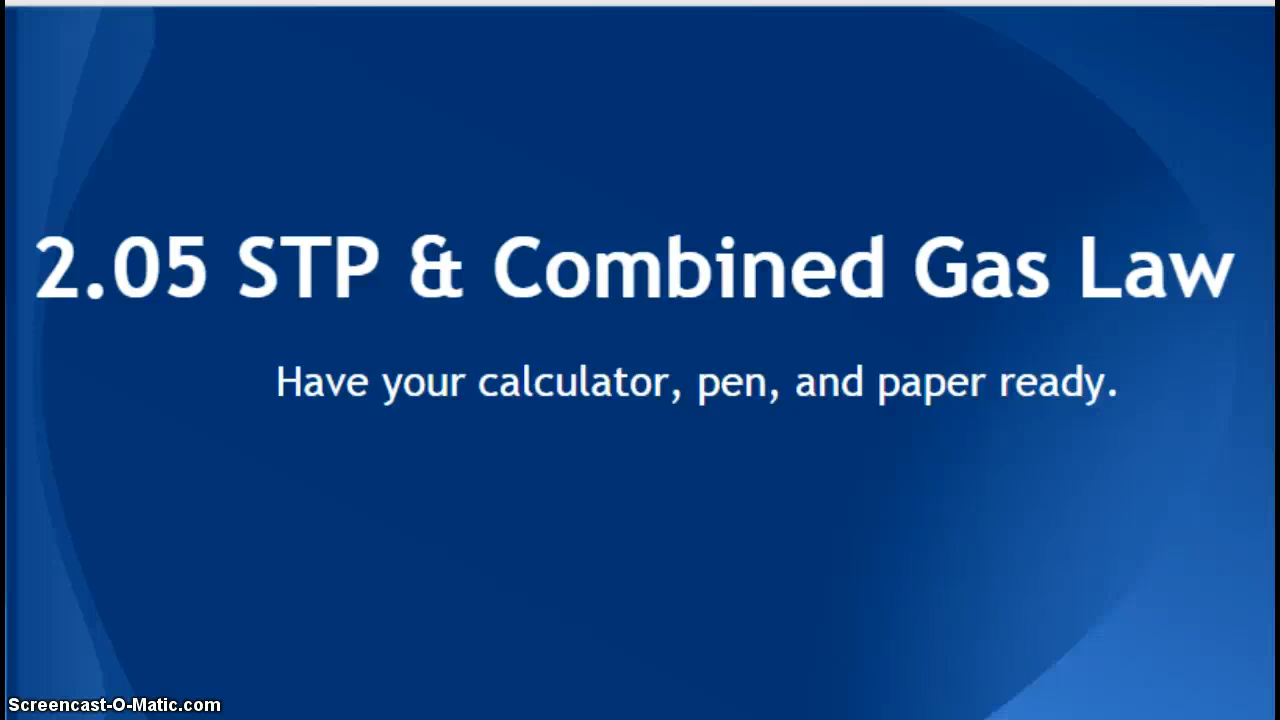 2.05 STP & Combined Gas Law
Have your calculator, pen, and paper ready.
Screencast-O-Matic.com